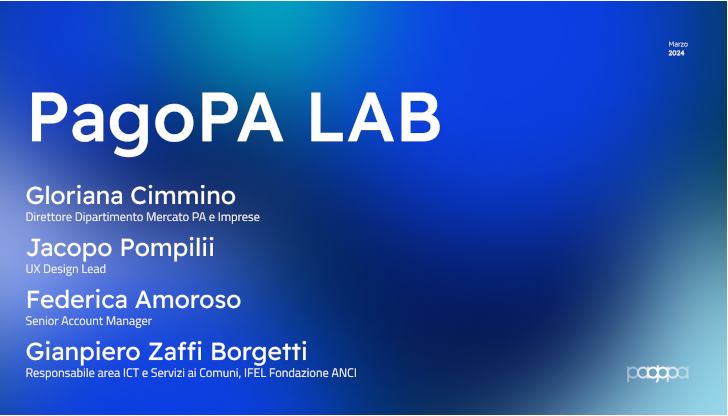 Marzo
2024
PagoPA LAB
Gloriana Cimmino
Direttore Dipartimento Mercato PA e Imprese
Jacopo Pompilii
UX Design Lead
Federica Amoroso
Senior Account Manager
Gianpiero Zaffi Borgetti
Responsabile area ICT e Servizi ai Comuni, IFEL Fondazione ANCI
pagopa